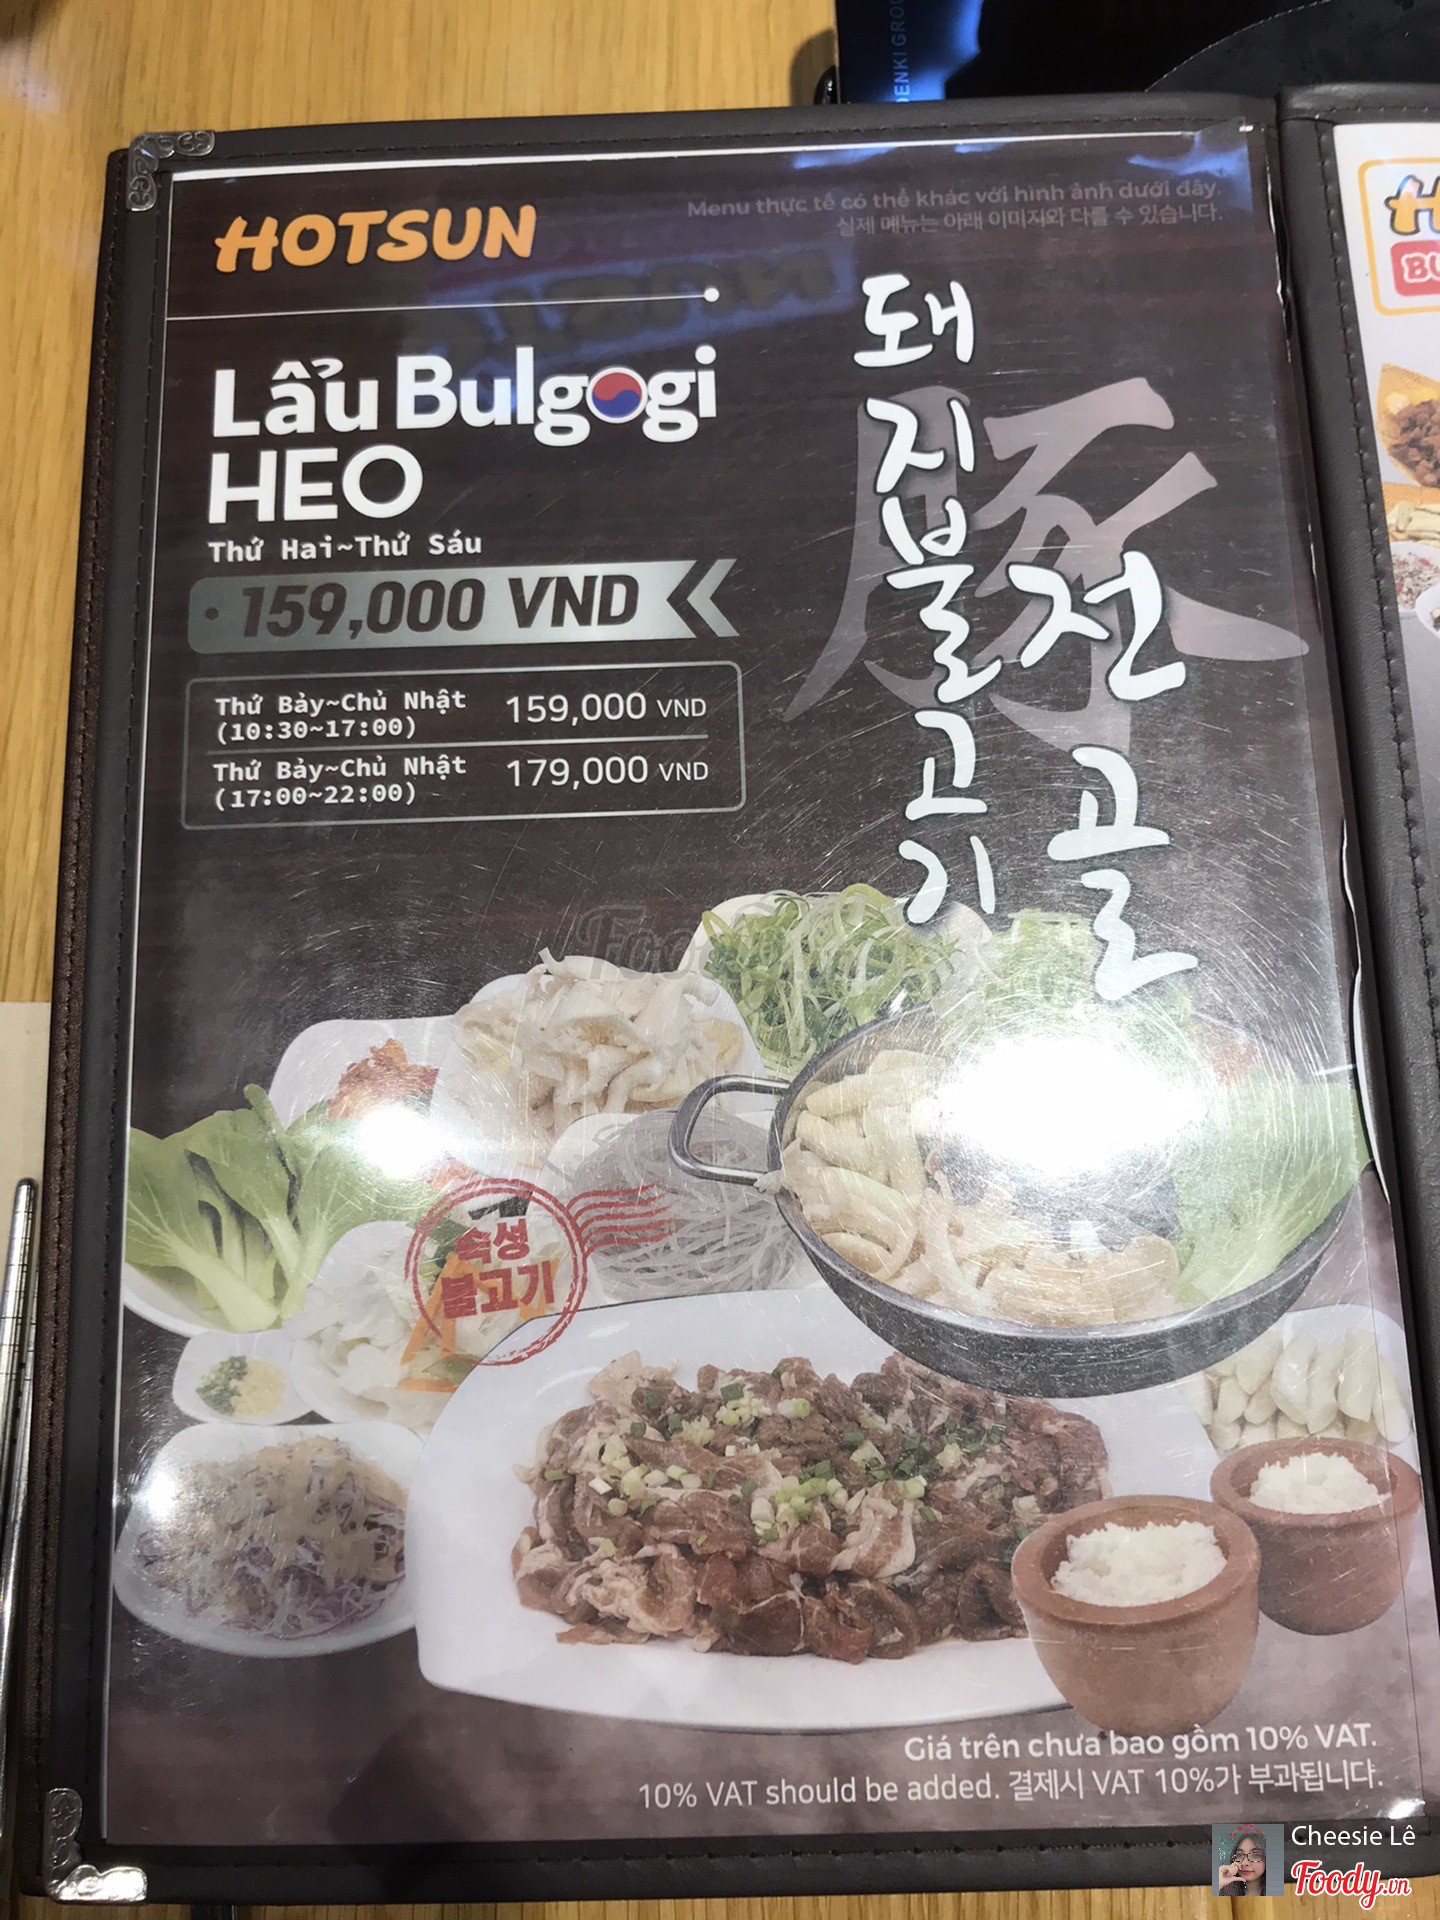 DENKI GROU
HOTSUN
Menu thực tế có thể khác với hình ảnh dưới đây.
실제 메뉴는 아래 이미지와 다를 수 있습니다.
Lẩu Bulgogi
HEO
Thứ Hai~Thứ Sáu
159,000 VND
Thứ Bảy~Chủ Nhật 159,000 VND
(10:30~17:00)
Thứ Bảy~Chủ Nhật 179,000 VND
(17:00~22:00)
돼지불고기
전골
豚
Foody
숙성
불고기
Giá trên chưa bao gồm 10% VAT.
10% VAT should be added. 결제시 VAT 10%가 부과됩니다.
H
BU
Cheesie Lê
Foody.vn